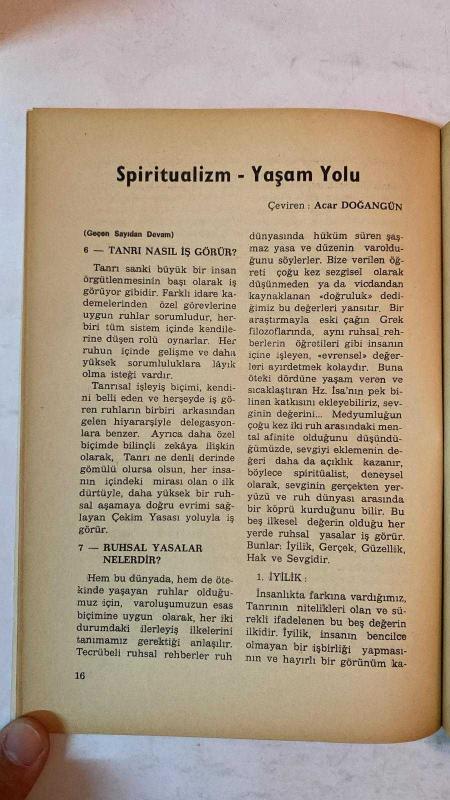 Spiritualizm - Yaşam Yolu
Çeviren : Acar DOĞANGÜN
(Geçen Sayıdan Devam)
6 — TANRI NASIL İŞ GÖRÜR?
Tanrı sanki büyük bir insan
örgütlenmesinin başı olarak iş
görüyor gibidir. Farklı idare ka-
demelerinden özel görevlerine
uygun ruhlar sorumludur, her-
biri tüm sistem içinde kendile-
rine düşen rolü oynarlar. Her
ruhun içinde gelişme ve daha
yüksek sorumluluklara lâyık
olma isteği vardır.
Tanrısal işleyiş biçimi, kendi-
ni belli eden ve herşeyde iş gö-
ren ruhların birbiri arkasından
gelen hiyararşiyle delegasyon-
lara benzer. Ayrıca daha özel
biçimde bilinçli zekâya ilişkin
olarak, Tanrı ne denli derinde
gömülü olursa olsun, her insa-
nın içindeki mirası olan o ilk
dürtüyle, daha yüksek bir ruh-
sal aşamaya doğru evrimi sağ-
layan Çekim Yasası yoluyla iş
görür.
7 — RUHSAL YASALAR
NELERDİR?
Hem bu dünyada, hem de öte-
kinde yaşayan ruhlar olduğu-
muz için, varoluşumuzun esas
biçimine uygun olarak, her iki
durumdaki ilerleyiş ilkelerini
tanımamız gerektiği anlaşılır.
Tecrübeli ruhsal rehberler ruh
dünyasında hüküm süren şaş-
maz yasa ve düzenin varoldu-
ğunu söylerler. Bize verilen öğ-
reti çoğu kez sezgisel olarak
düşünmeden ya da vicdandan
kaynaklanan «doğruluk» dedi-
ğimiz bu değerleri yansıtır. Bir
araştırmayla eski çağın Grek
filozoflarında, aynı ruhsal reh-
berlerin öğretileri gibi insanın
içine işleyen, «evrensel» değer-
leri ayırdetmek kolaydır. Buna
öteki dördüne yaşam veren ve
sıcaklaştıran Hz. İsa'nın pek bi-
linen katkısını ekleyebiliriz, sev-
ginin değerini... Medyumluğun
çoğu kez iki ruh arasındaki men-
tal afinite olduğunu düşündü-
ğümüzde, sevgiyi eklemenin de-
ğeri daha da açıklık kazanır,
böylece spiritüalist, deneysel
olarak, sevginin gerçekten yer-
yüzü ve ruh dünyası arasında
bir köprü kurduğunu bilir. Bu
beş ilkesel değerin olduğu her
yerde ruhsal yasalar iş görür.
Bunlar: İyilik, Gerçek, Güzellik,
Hak ve Sevgidir.
1. İYİLİK :
İnsanlıkta farkına vardığımız,
Tanrının nitelikleri olan ve sü-
rekli ifadelenen bu beş değerin
ilkidir. İyilik, insanın bencilce
olmayan bir işbirliği yapması-
nın ve hayırlı bir görünüm ka-
16